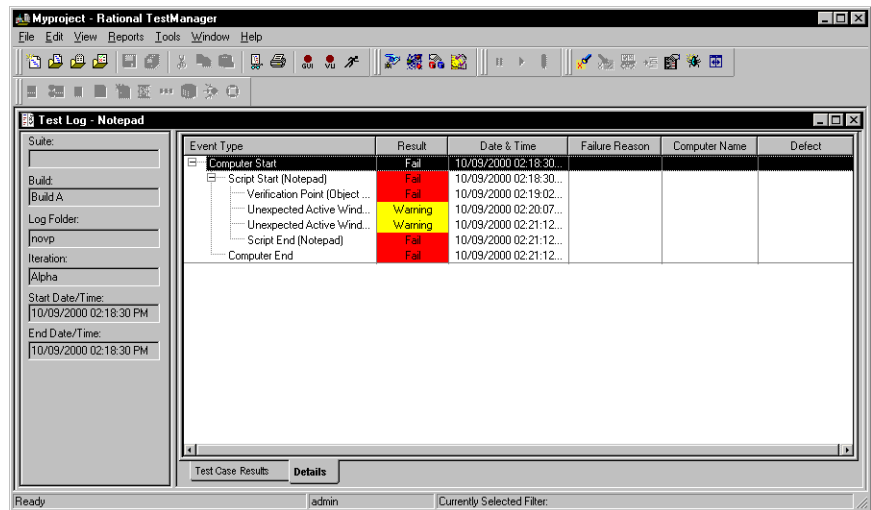 Myproject - Rational TestManager
File Edit View Reports Tools Window Help
GUI VU
Test Log - Notepad
Suite:
Build:
Build A
Log Folder:
novp
Iteration:
Alpha
Start Date/Time:
10/09/2000 02:18:30 PM
End Date/Time:
10/09/2000 02:18:30 PM
Event Type Result Date & Time Failure Reason Computer Name Defect
Computer Start Fail 10/09/2000 02:18:30...
Script Start (Notepad) Fail 10/09/2000 02:18:30...
Verification Point (Object ... Fail 10/09/2000 02:19:02...
Unexpected Active Wind... Warning 10/09/2000 02:20:07...
Unexpected Active Wind... Warning 10/09/2000 02:21:12...
Script End (Notepad) Fail 10/09/2000 02:21:12...
Computer End Fail 10/09/2000 02:21:12...
Test Case Results Details
Ready admin Currently Selected Filter: